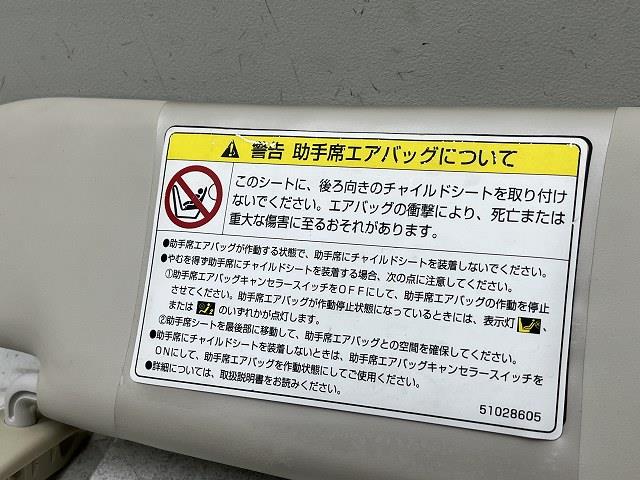 警告 助手席エアバッグについて
このシートに、後ろ向きのチャイルドシートを取り付け
ないでください。エアバッグの衝撃により、死亡または
重大な傷害に至るおそれがあります。
●助手席エアバッグが作動する状態で、助手席にチャイルドシートを装着しないでください。
●やむを得ず助手席にチャイルドシートを装着する場合、次の点に注意してください。
①助手席エアバッグキャンセラースイッチをOFFにして、助手席エアバッグの作動を停止
させてください。助手席エアバッグが作動停止状態になっているときには、表示灯 、
または のいずれかが点灯します。
②助手席シートを最後部に移動して、助手席エアバッグとの空間を確保してください。
●助手席にチャイルドシートを装着しないときは、助手席エアバッグキャンセラースイッチを
ONにして、助手席エアバッグを作動状態にしてご使用ください。
●詳細については、取扱説明書をお読みください。
51028605